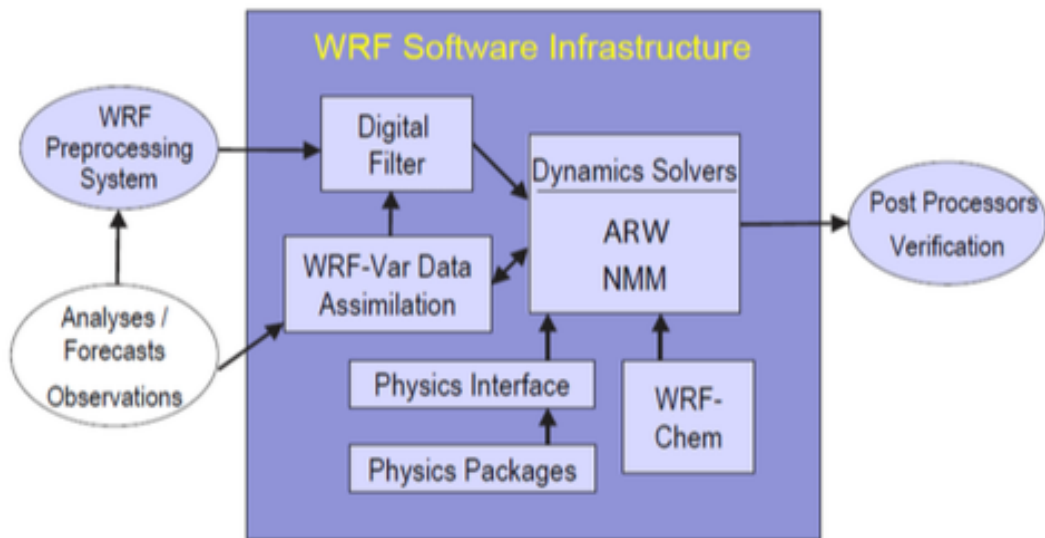 WRF Software Infrastructure
WRF
Preprocessing
System
Digital
Filter
Dynamics Solvers
ARW
NMM
Post Processors
Verification
WRF-Var Data
Assimilation
Analyses /
Forecasts
Observations
Physics Interface
WRF-
Chem
Physics Packages